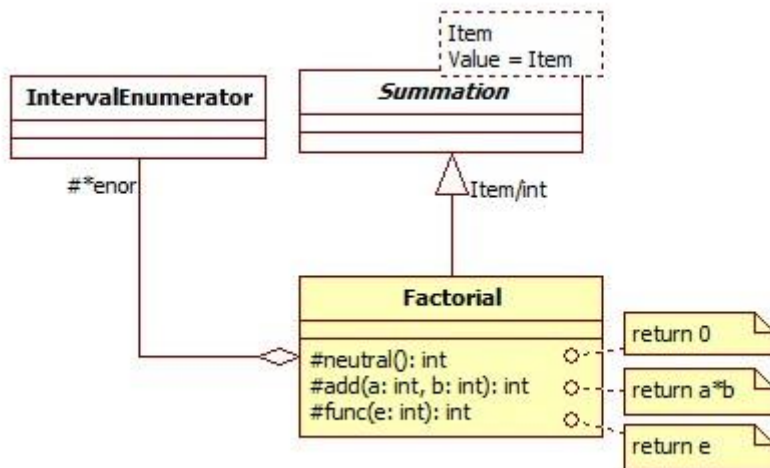 Item
Value = Item
IntervalEnumerator
Summation
#*enor
Item/int
Factorial
#neutral(): int
#add(a: int, b: int): int
#func(e: int): int
return 0
return a*b
return e